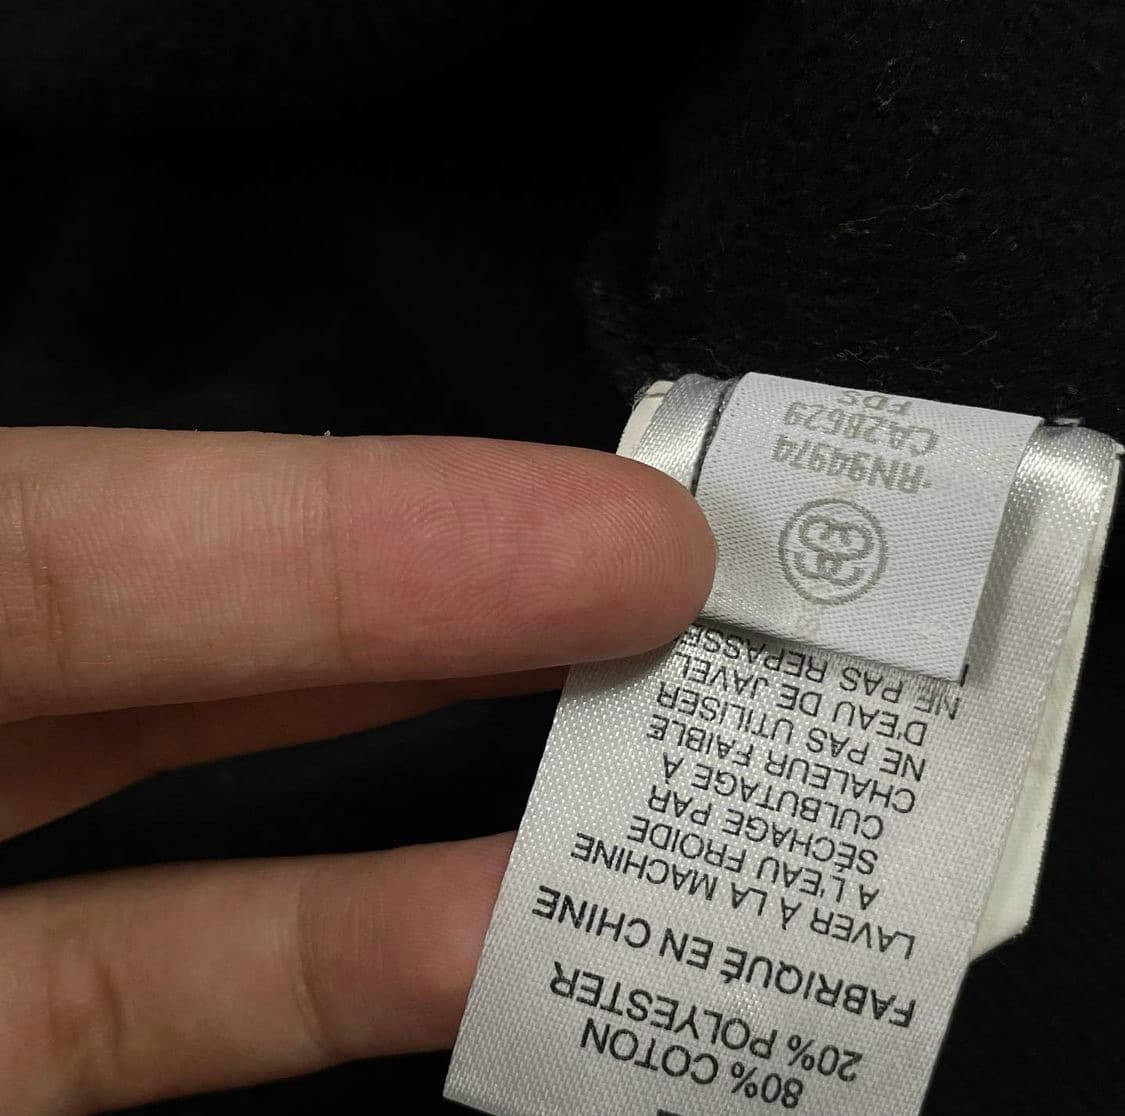 80% COTON
20% POLYESTER
FABRIQUÉ EN CHINE
LAVER À LA MACHINE
A L'EAU FROIDE
SÉCHAGE PAR
CULBUTAGE À
CHALEUR FAIBLE
NE PAS UTILISER
D'EAU DE JAVEL
NE PAS REPASSER
RN94974
CA28629
FDS